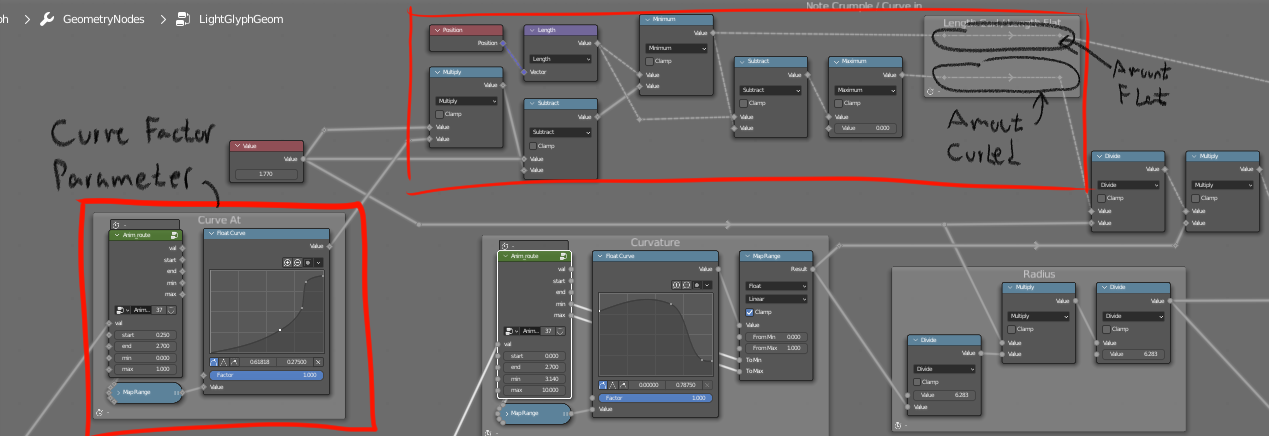 ph > GeometryNodes > LightGlyphGeom
Note Crumple / Curve in
Position
Position
Length
Value
Length
Vector
Minimum
Value
Minimum
Clamp
Value
Value
Multiply
Value
Multiply
Clamp
Value
Value
Subtract
Value
Subtract
Clamp
Value
Value
Subtract
Value
Subtract
Clamp
Value
Value
Maximum
Value
Maximum
Clamp
Value
Value 0.000
Amount
Flat
Amout
Curled
Curve Factor
Parameter
Value
Value
1.770
Divide
Value
Divide
Clamp
Value
Value
Multiply
Value
Multiply
Clamp
Value
Value
Curve At
Anim_route
val
start
end
min
max
Anim... 37
val
start 0.250
end 2.700
min 0.000
max 1.000
Map Range
Float Curve
Value
0.61818 0.27500
Factor 1.000
Value
Curvature
Anim_route
val
start
end
min
max
Anim... 37
val
start 0.000
end 2.700
min 3.140
max 10.000
Map Range
Float Curve
Value
0.00000 0.78750
Factor 1.000
Value
Map Range
Result
Float
Linear
Clamp
Value
From Min 0.000
From Max 1.000
To Min
To Max
Radius
Divide
Value
Divide
Clamp
Value 6.283
Value
Multiply
Value
Multiply
Clamp
Value
Value
Divide
Value
Divide
Clamp
Value
Value 6.283